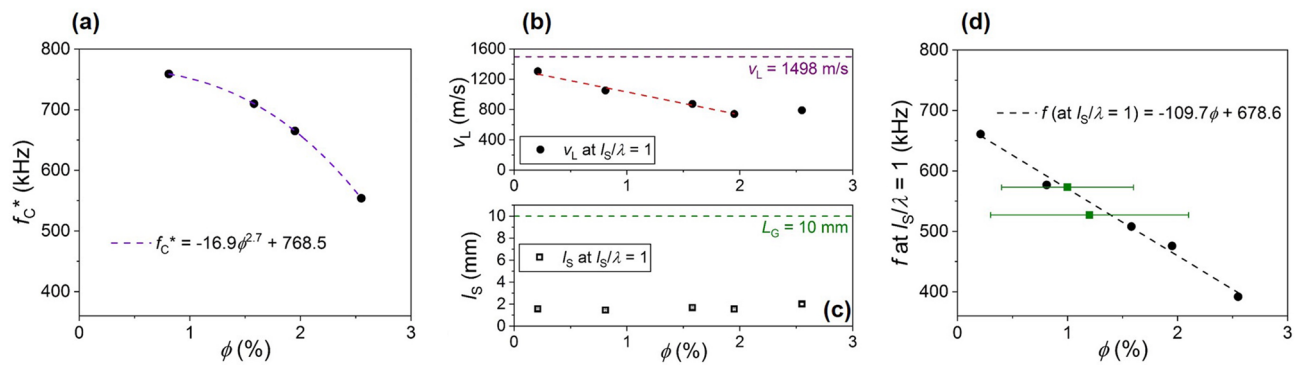 (a)
800
700
600
500
400
fC* (kHz)
fC* = -16.9ϕ^2.7 + 768.5
0 1 2 3
ϕ (%)
(b)
1600
1200
800
400
0
vL (m/s)
vL = 1498 m/s
vL at lS/λ = 1
0 1 2 3
10
8
6
4
2
0
lS (mm)
LG = 10 mm
lS at lS/λ = 1
(c)
0 1 2 3
ϕ (%)
(d)
800
700
600
500
400
f at lS/λ = 1 (kHz)
f (at lS/λ = 1) = -109.7ϕ + 678.6
0 1 2 3
ϕ (%)